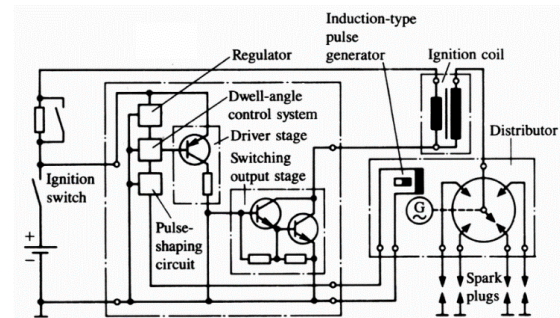 Induction-type
pulse
generator
Ignition coil
Regulator
Distributor
Dwell-angle
control system
Driver stage
Switching
output stage
Ignition
switch
Pulse-
shaping
circuit
G
+
−
Spark
plugs